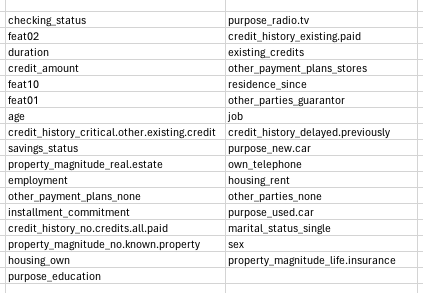 checking_status
feat02
duration
credit_amount
feat10
feat01
age
credit_history_critical.other.existing.credit
savings_status
property_magnitude_real.estate
employment
other_payment_plans_none
installment_commitment
credit_history_no.credits.all.paid
property_magnitude_no.known.property
housing_own
purpose_education
purpose_radio.tv
credit_history_existing.paid
existing_credits
other_payment_plans_stores
residence_since
other_parties_guarantor
job
credit_history_delayed.previously
purpose_new.car
own_telephone
housing_rent
other_parties_none
purpose_used.car
marital_status_single
sex
property_magnitude_life.insurance